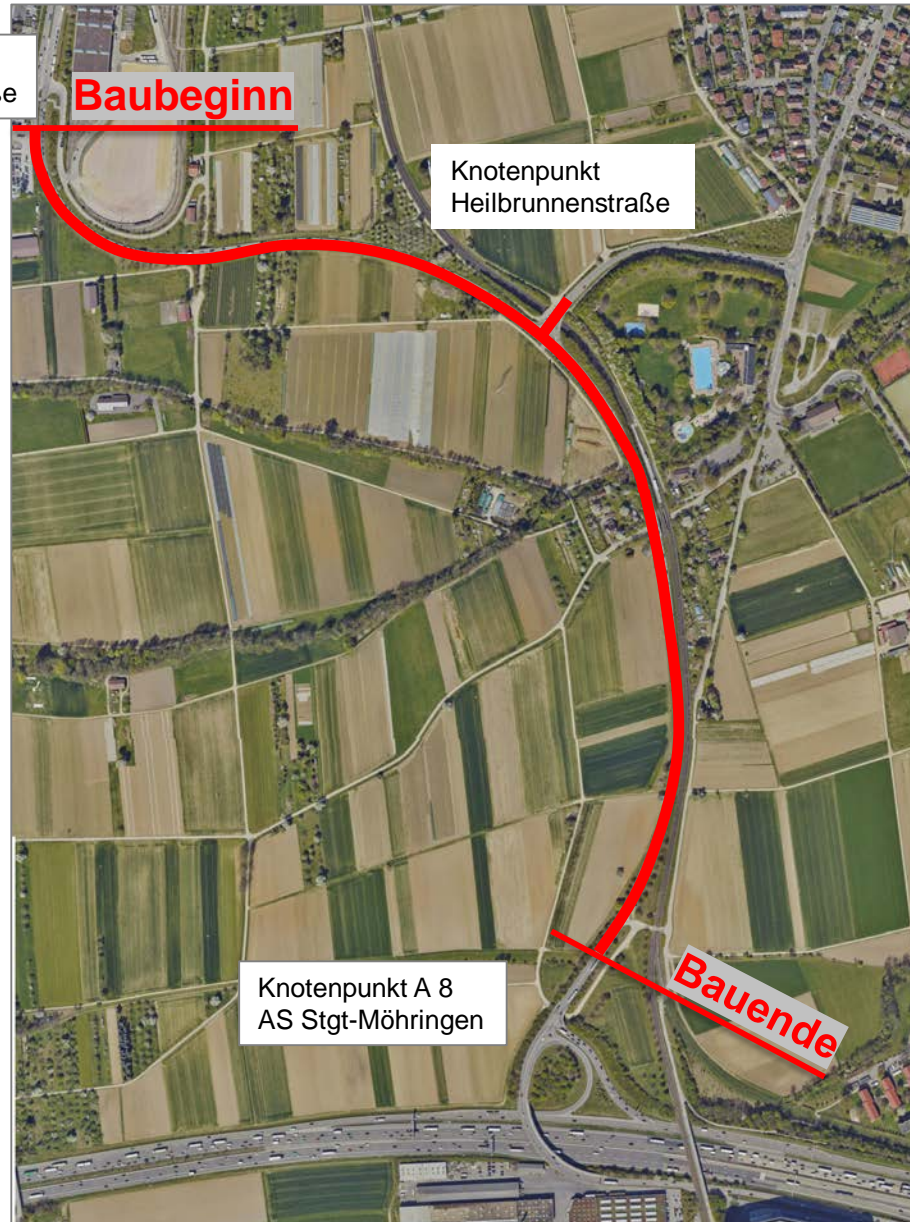 Baubeginn
Knotenpunkt
Heilbrunnenstraße
Knotenpunkt A 8
AS Stgt-Möhringen
Bauende